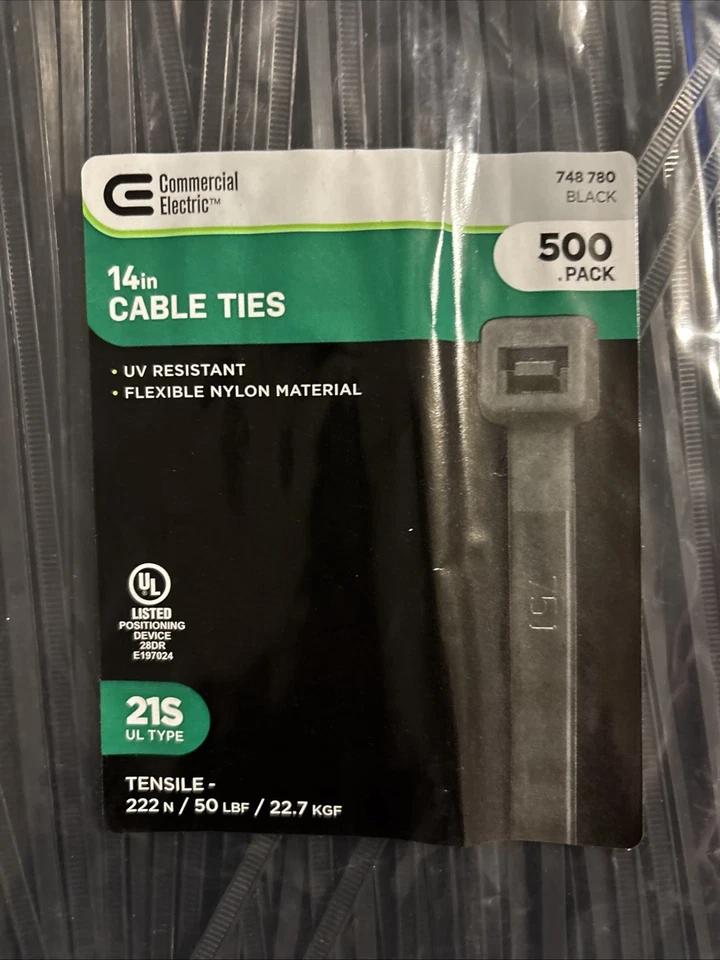 Commercial
Electric™
748 780
BLACK
500
.PACK
14in
CABLE TIES
• UV RESISTANT
• FLEXIBLE NYLON MATERIAL
UL
LISTED
POSITIONING
DEVICE
28DR
E197024
21S
UL TYPE
TENSILE -
222 N / 50 LBF / 22.7 KGF